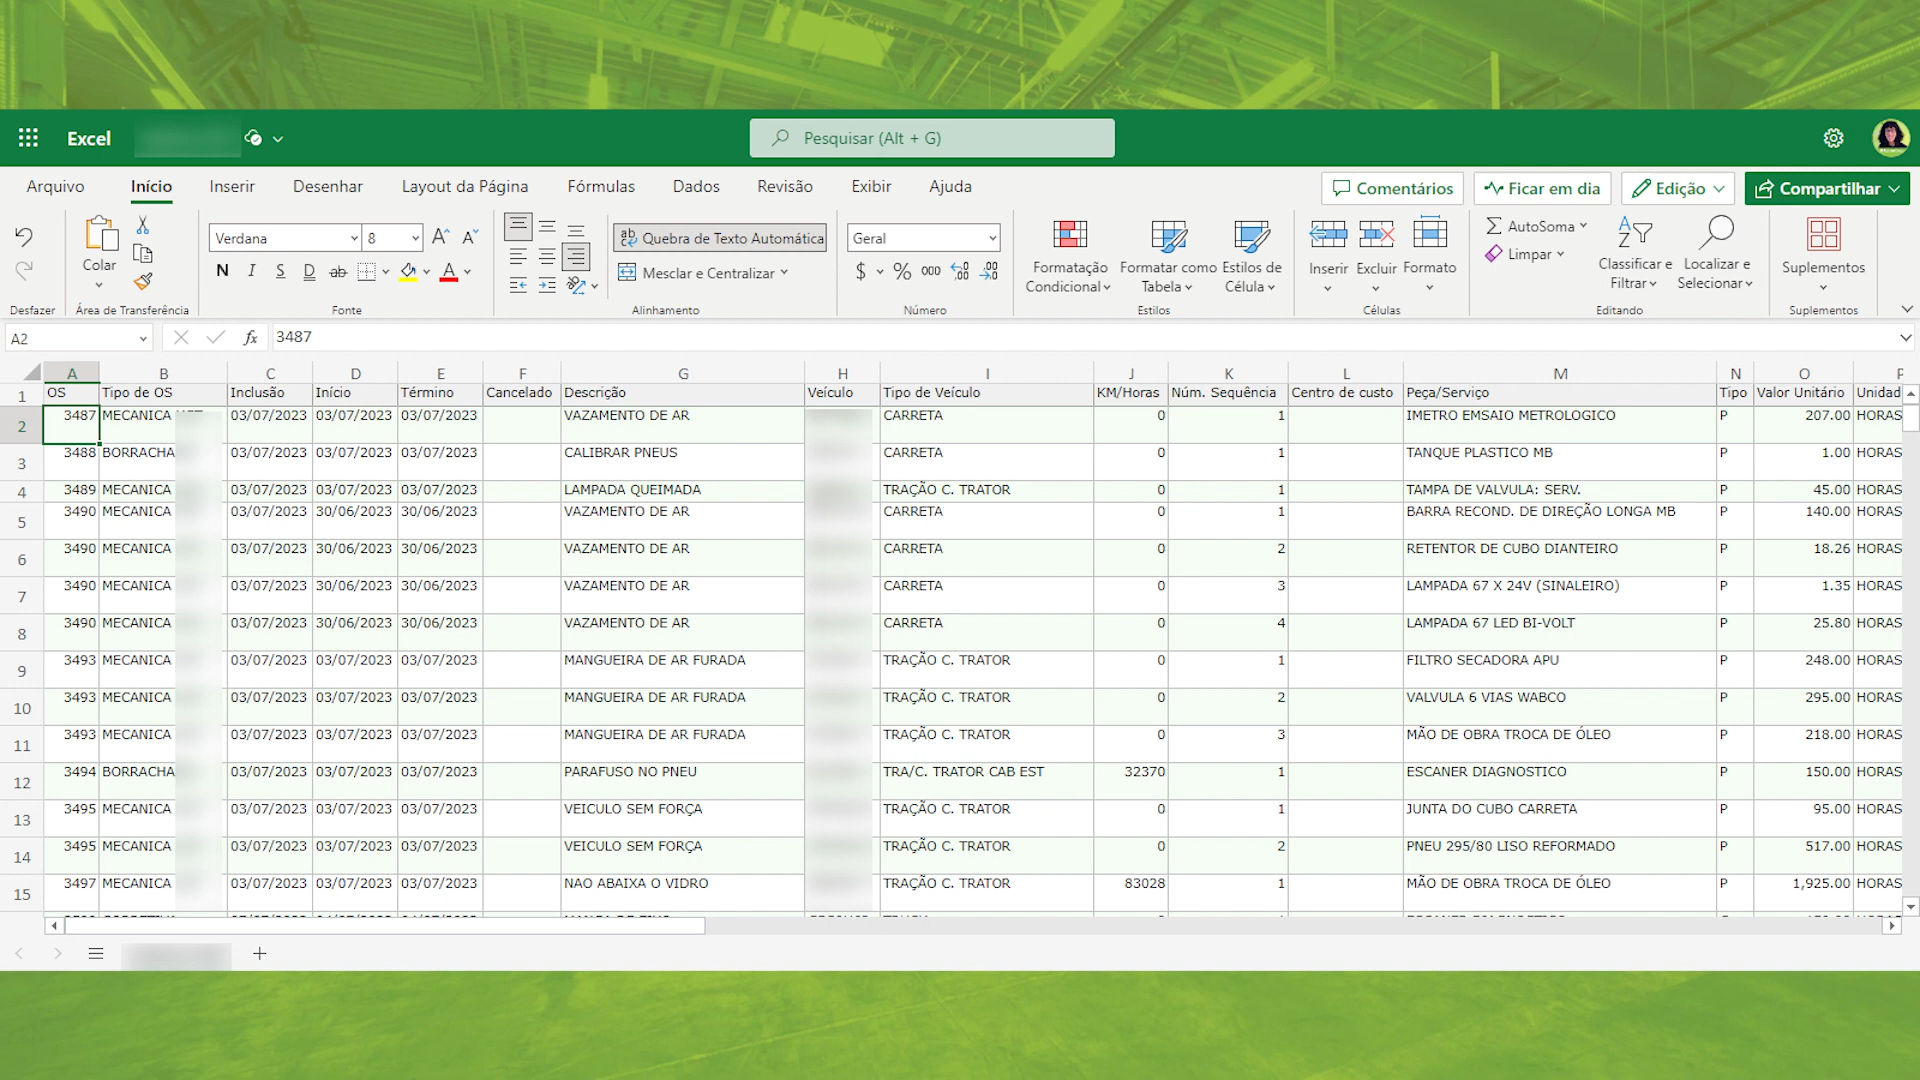 Excel
Pesquisar (Alt + G)
Arquivo Início Inserir Desenhar Layout da Página Fórmulas Dados Revisão Exibir Ajuda Comentários Ficar em dia Edição Compartilhar
Verdana 8 Quebra de Texto Automática Geral AutoSoma
Colar N I S D ab A Mesclar e Centralizar $ % 000 Limpar
Formatação Condicional Formatar como Tabela Estilos de Célula Inserir Excluir Formato Classificar e Filtrar Localizar e Selecionar Suplementos
Desfazer Área de Transferência Fonte Alinhamento Número Estilos Células Editando Suplementos
A2 fx 3487
A B C D E F G H I J K L M N O P
1 OS Tipo de OS Inclusão Início Término Cancelado Descrição Veículo Tipo de Veículo KM/Horas Núm. Sequência Centro de custo Peça/Serviço Tipo Valor Unitário Unidad
2 3487 MECANICA 03/07/2023 03/07/2023 03/07/2023 VAZAMENTO DE AR CARRETA 0 1 IMETRO EMSAIO METROLOGICO P 207.00 HORAS
3 3488 BORRACHA 03/07/2023 03/07/2023 03/07/2023 CALIBRAR PNEUS CARRETA 0 1 TANQUE PLASTICO MB P 1.00 HORAS
4 3489 MECANICA 03/07/2023 03/07/2023 03/07/2023 LAMPADA QUEIMADA TRAÇÃO C. TRATOR 0 1 TAMPA DE VALVULA: SERV. P 45.00 HORAS
5 3490 MECANICA 03/07/2023 30/06/2023 30/06/2023 VAZAMENTO DE AR CARRETA 0 1 BARRA RECOND. DE DIREÇÃO LONGA MB P 140.00 HORAS
6 3490 MECANICA 03/07/2023 30/06/2023 30/06/2023 VAZAMENTO DE AR CARRETA 0 2 RETENTOR DE CUBO DIANTEIRO P 18.26 HORAS
7 3490 MECANICA 03/07/2023 30/06/2023 30/06/2023 VAZAMENTO DE AR CARRETA 0 3 LAMPADA 67 X 24V (SINALEIRO) P 1.35 HORAS
8 3490 MECANICA 03/07/2023 30/06/2023 30/06/2023 VAZAMENTO DE AR CARRETA 0 4 LAMPADA 67 LED BI-VOLT P 25.80 HORAS
9 3493 MECANICA 03/07/2023 03/07/2023 03/07/2023 MANGUEIRA DE AR FURADA TRAÇÃO C. TRATOR 0 1 FILTRO SECADORA APU P 248.00 HORAS
10 3493 MECANICA 03/07/2023 03/07/2023 03/07/2023 MANGUEIRA DE AR FURADA TRAÇÃO C. TRATOR 0 2 VALVULA 6 VIAS WABCO P 295.00 HORAS
11 3493 MECANICA 03/07/2023 03/07/2023 03/07/2023 MANGUEIRA DE AR FURADA TRAÇÃO C. TRATOR 0 3 MÃO DE OBRA TROCA DE ÓLEO P 218.00 HORAS
12 3494 BORRACHA 03/07/2023 03/07/2023 03/07/2023 PARAFUSO NO PNEU TRA/C. TRATOR CAB EST 32370 1 ESCANER DIAGNOSTICO P 150.00 HORAS
13 3495 MECANICA 03/07/2023 03/07/2023 03/07/2023 VEICULO SEM FORÇA TRAÇÃO C. TRATOR 0 1 JUNTA DO CUBO CARRETA P 95.00 HORAS
14 3495 MECANICA 03/07/2023 03/07/2023 03/07/2023 VEICULO SEM FORÇA TRAÇÃO C. TRATOR 0 2 PNEU 295/80 LISO REFORMADO P 517.00 HORAS
15 3497 MECANICA 03/07/2023 03/07/2023 03/07/2023 NAO ABAIXA O VIDRO TRAÇÃO C. TRATOR 83028 1 MÃO DE OBRA TROCA DE ÓLEO P 1,925.00 HORAS